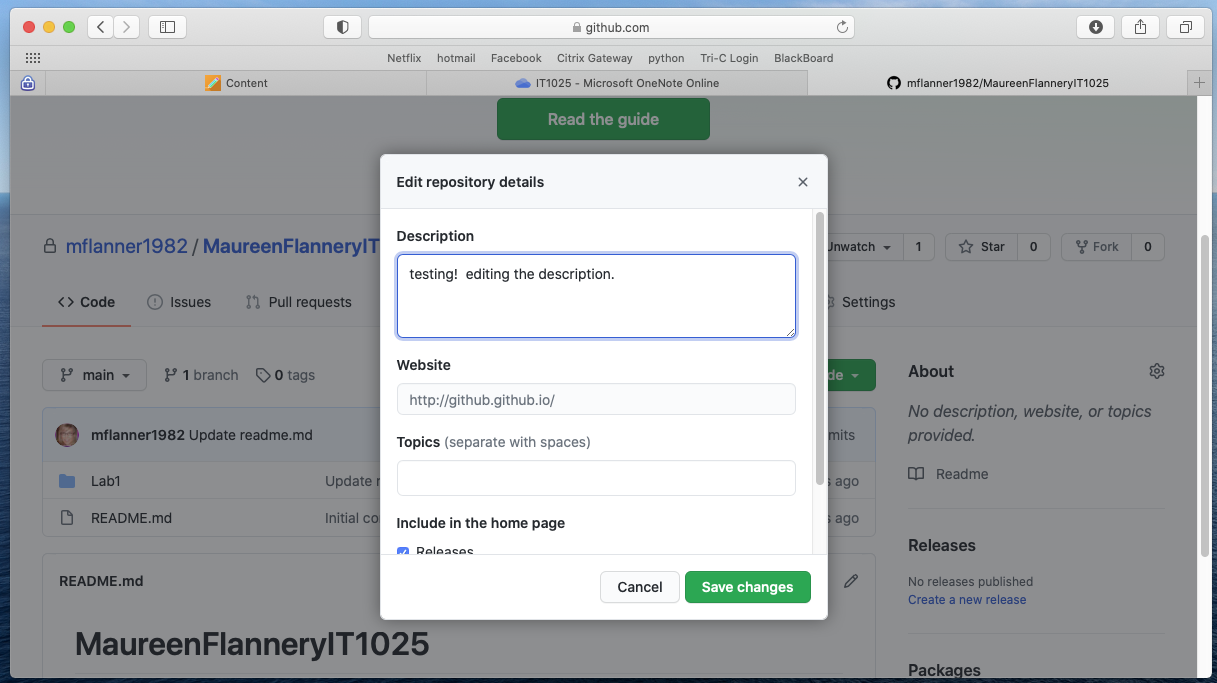 github.com
Netflix hotmail Facebook Citrix Gateway python Tri-C Login BlackBoard
Content
IT1025 - Microsoft OneNote Online
mflanner1982/MaureenFlanneryIT1025
Read the guide
Edit repository details
mflanner1982 / MaureenFlanneryIT
Unwatch 1
Star 0
Fork 0
Code
Issues
Pull requests
Settings
Description
testing!  editing the description.
Website
http://github.github.io/
Topics (separate with spaces)
Include in the home page
Releases
Cancel
Save changes
main
1 branch
0 tags
mflanner1982 Update readme.md
Lab1
Update
ago
README.md
Initial
ago
README.md
MaureenFlanneryIT1025
About
No description, website, or topics
provided.
Readme
Releases
No releases published
Create a new release
Packages